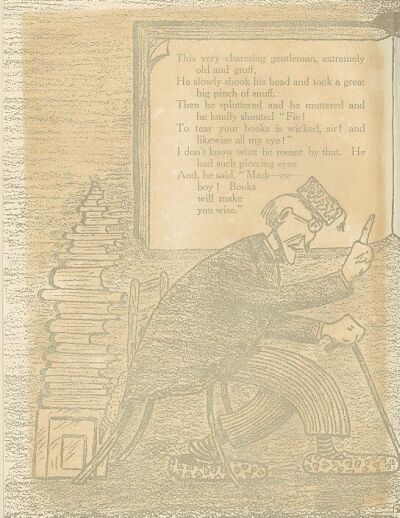 This very charming gentleman, extremely
old and gruff,
He slowly shook his head and took a great
big pinch of snuff.
Then he spluttered and he muttered and
he loudly shouted "Fie!
To tear your books is wicked, sir! and
likewise all my eye!"
I don't know what he meant by that. He
had such piercing eyes.
And, he said, "Mark—me—
boy! Books
will make
you wise."